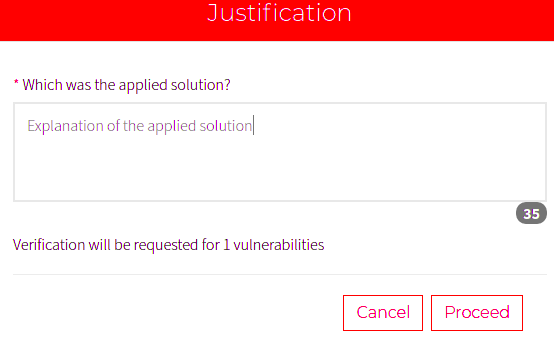 Justification
* Which was the applied solution?
Explanation of the applied solution
35
Verification will be requested for 1 vulnerabilities
Cancel Proceed